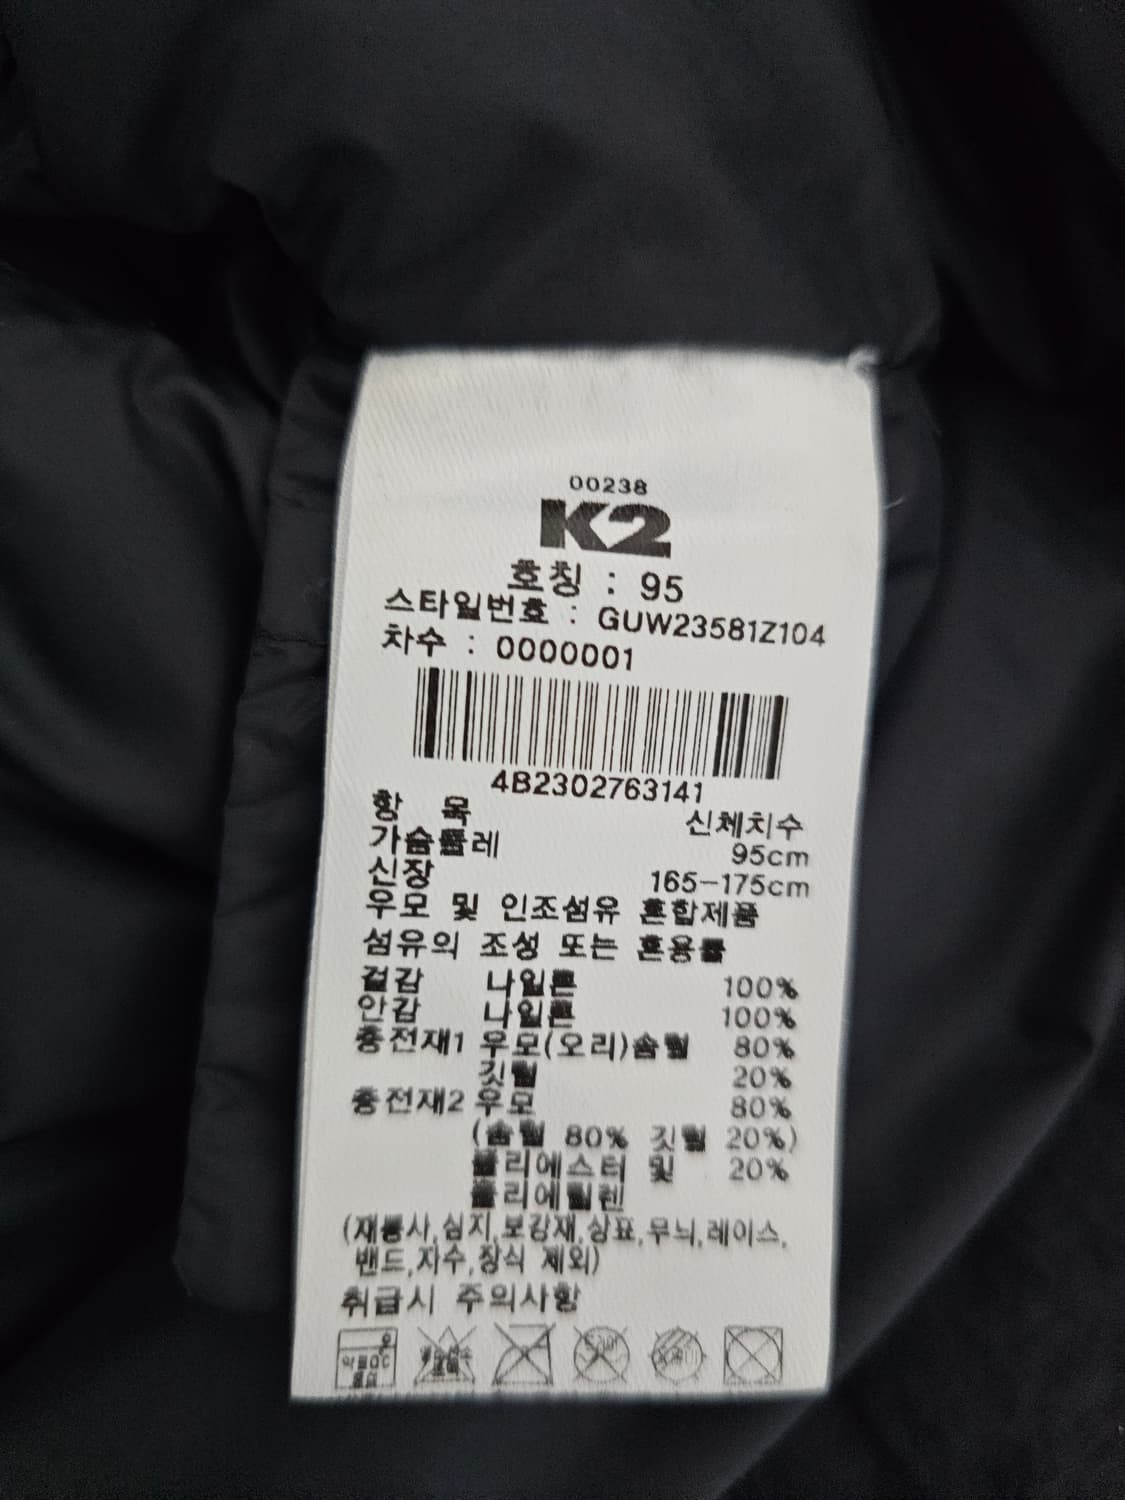 00238
K2
호칭 : 95
스타일번호 : GUW23581Z104
차수 : 0000001
4B2302763141
항 목 신체치수
가슴둘레 95cm
신장 165-175cm
우모 및 인조섬유 혼합제품
섬유의 조성 또는 혼용률
겉감 나일론 100%
안감 나일론 100%
충전재1 우모(오리)솜털 80%
깃털 20%
충전재2 우모 80%
(솜털 80% 깃털 20%)
폴리에스터 및 20%
폴리에틸렌
(재봉사,심지,보강재,상표,무늬,레이스,
밴드,자수,장식 제외)
취급시 주의사항